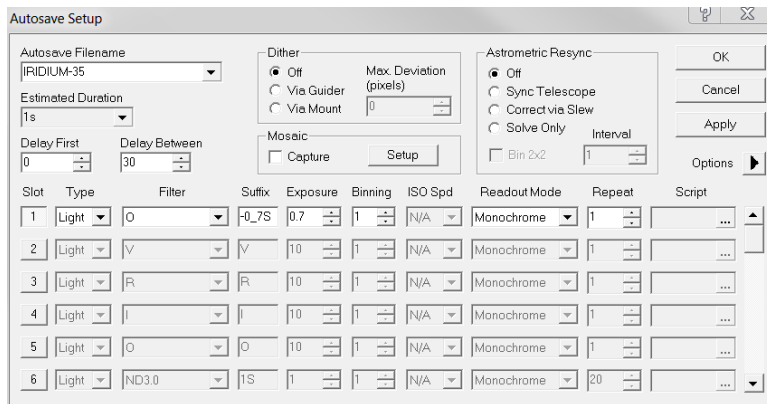 Autosave Setup
Autosave Filename
IRIDIUM-35
Estimated Duration
1s
Delay First Delay Between
0 30
Dither
Off
Via Guider
Via Mount
Max. Deviation
(pixels)
0
Mosaic
Capture Setup
Astrometric Resync
Off
Sync Telescope
Correct via Slew
Solve Only
Interval
Bin 2x2 1
OK
Cancel
Apply
Options
Slot Type Filter Suffix Exposure Binning ISO Spd Readout Mode Repeat Script
1 Light O -0_7S 0.7 1 N/A Monochrome 1 ...
2 Light V V 10 1 N/A Monochrome 1 ...
3 Light R R 10 1 N/A Monochrome 1 ...
4 Light I I 10 1 N/A Monochrome 1 ...
5 Light O O 10 1 N/A Monochrome 1 ...
6 Light ND3.0 1S 1 1 N/A Monochrome 20 ...